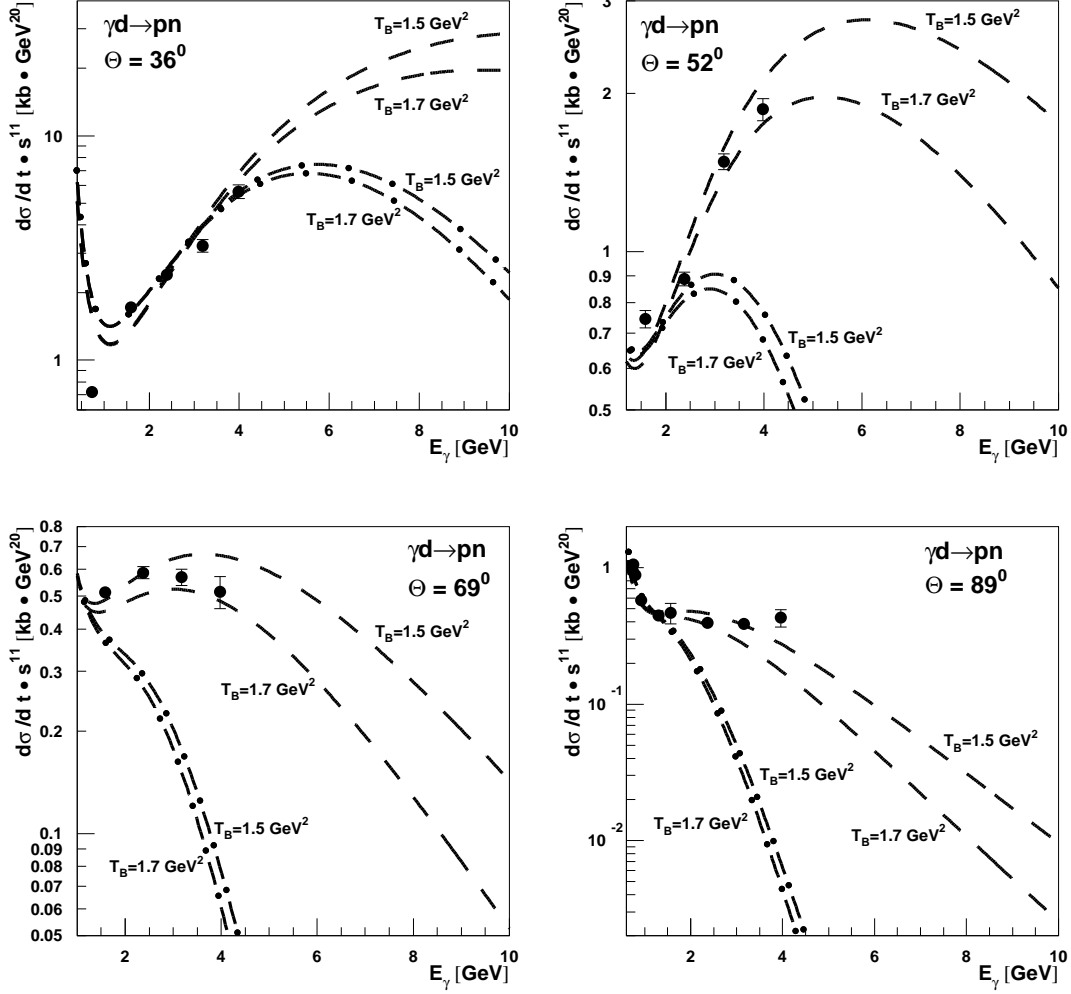 γd→pn
Θ = 36⁰
T_B=1.5 GeV²
T_B=1.7 GeV²
T_B=1.5 GeV²
T_B=1.7 GeV²
dσ/d t • s¹¹ [kb • GeV²⁰]
10
1
2 4 6 8 10
E_γ [GeV]
γd→pn
Θ = 52⁰
T_B=1.5 GeV²
T_B=1.7 GeV²
T_B=1.5 GeV²
T_B=1.7 GeV²
dσ/d t • s¹¹ [kb • GeV²⁰]
3
2
1
0.9
0.8
0.7
0.6
0.5
2 4 6 8 10
E_γ [GeV]
γd→pn
Θ = 69⁰
T_B=1.5 GeV²
T_B=1.7 GeV²
T_B=1.5 GeV²
T_B=1.7 GeV²
dσ/d t • s¹¹ [kb • GeV²⁰]
0.8
0.7
0.6
0.5
0.4
0.3
0.2
0.1
0.09
0.08
0.07
0.06
0.05
2 4 6 8 10
E_γ [GeV]
γd→pn
Θ = 89⁰
T_B=1.5 GeV²
T_B=1.5 GeV²
T_B=1.7 GeV²
T_B=1.7 GeV²
dσ/d t • s¹¹ [kb • GeV²⁰]
1
10⁻¹
10⁻²
2 4 6 8 10
E_γ [GeV]